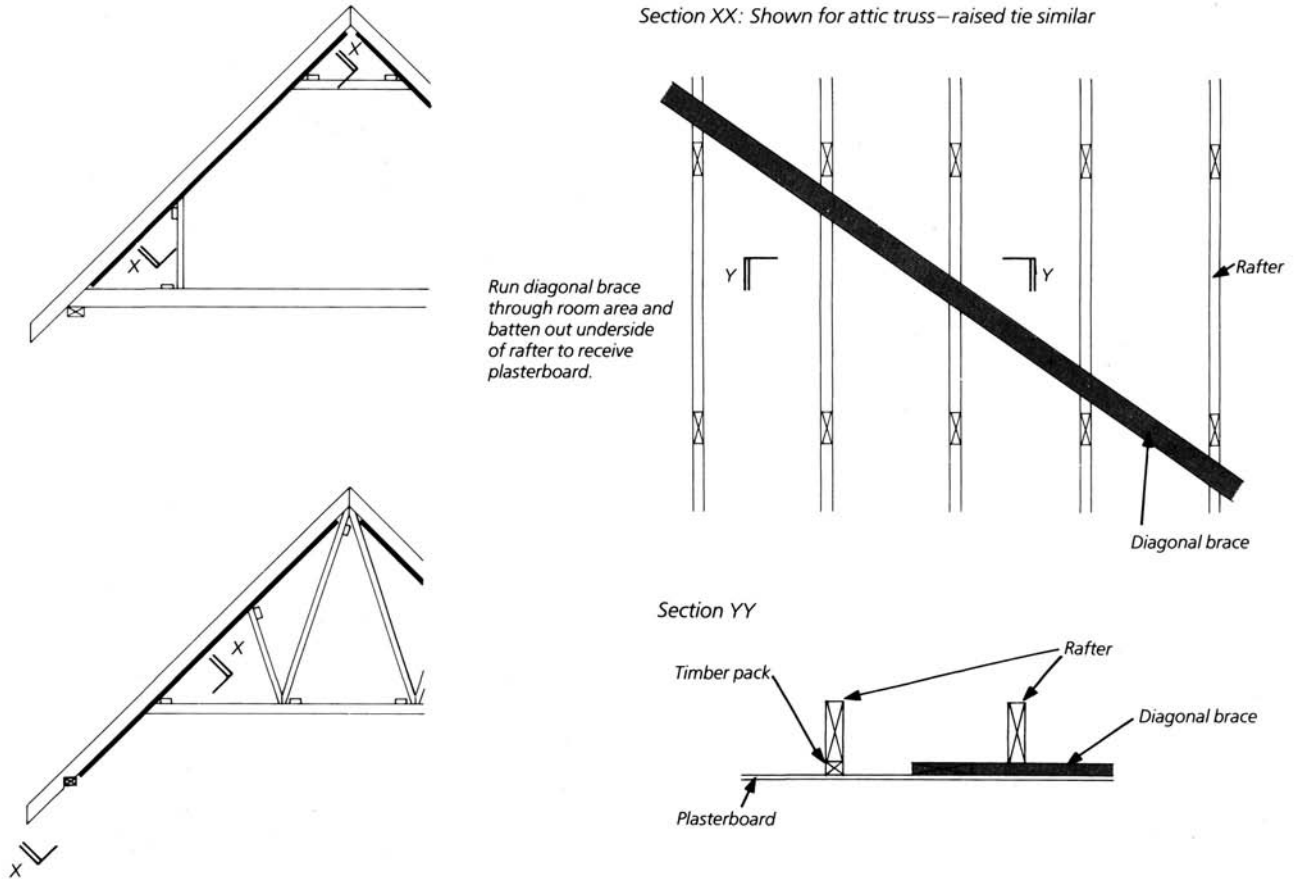 Section XX: Shown for attic truss–raised tie similar
X
X
Y
Y
Rafter
Run diagonal brace
through room area and
batten out underside
of rafter to receive
plasterboard.
Diagonal brace
X
X
Section YY
Timber pack
Rafter
Diagonal brace
Plasterboard